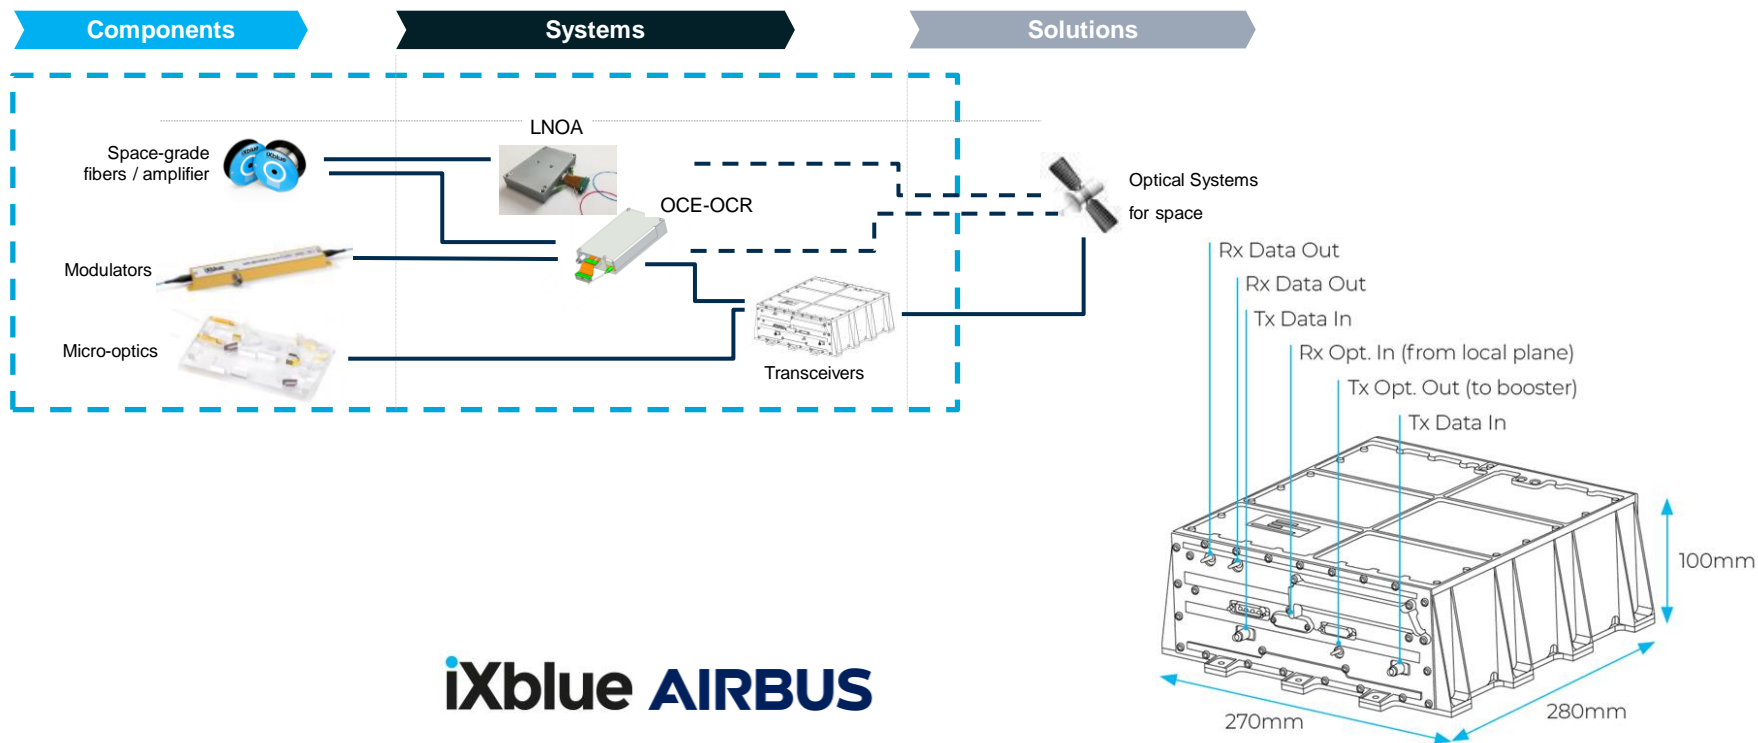 Components
Systems
Solutions
LNOA
Space-grade
fibers / amplifier
iXblue
OCE-OCR
Optical Systems
for space
Modulators
iXblue
Micro-optics
Transceivers
Rx Data Out
Rx Data Out
Tx Data In
Rx Opt. In (from local plane)
Tx Opt. Out (to booster)
Tx Data In
100mm
270mm
280mm
iXblue AIRBUS